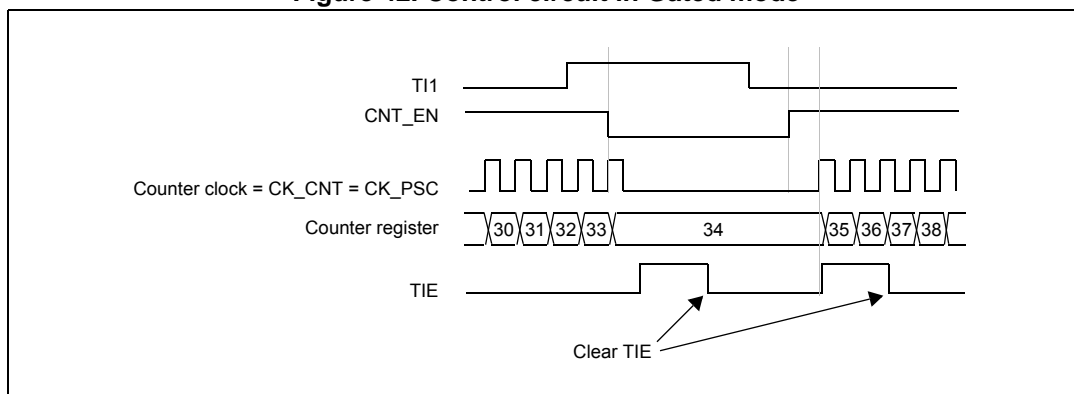 Figure 42. Control circuit in Gated mode
TI1
CNT_EN
Counter clock = CK_CNT = CK_PSC
Counter register 30 31 32 33 34 35 36 37 38
TIE
Clear TIE